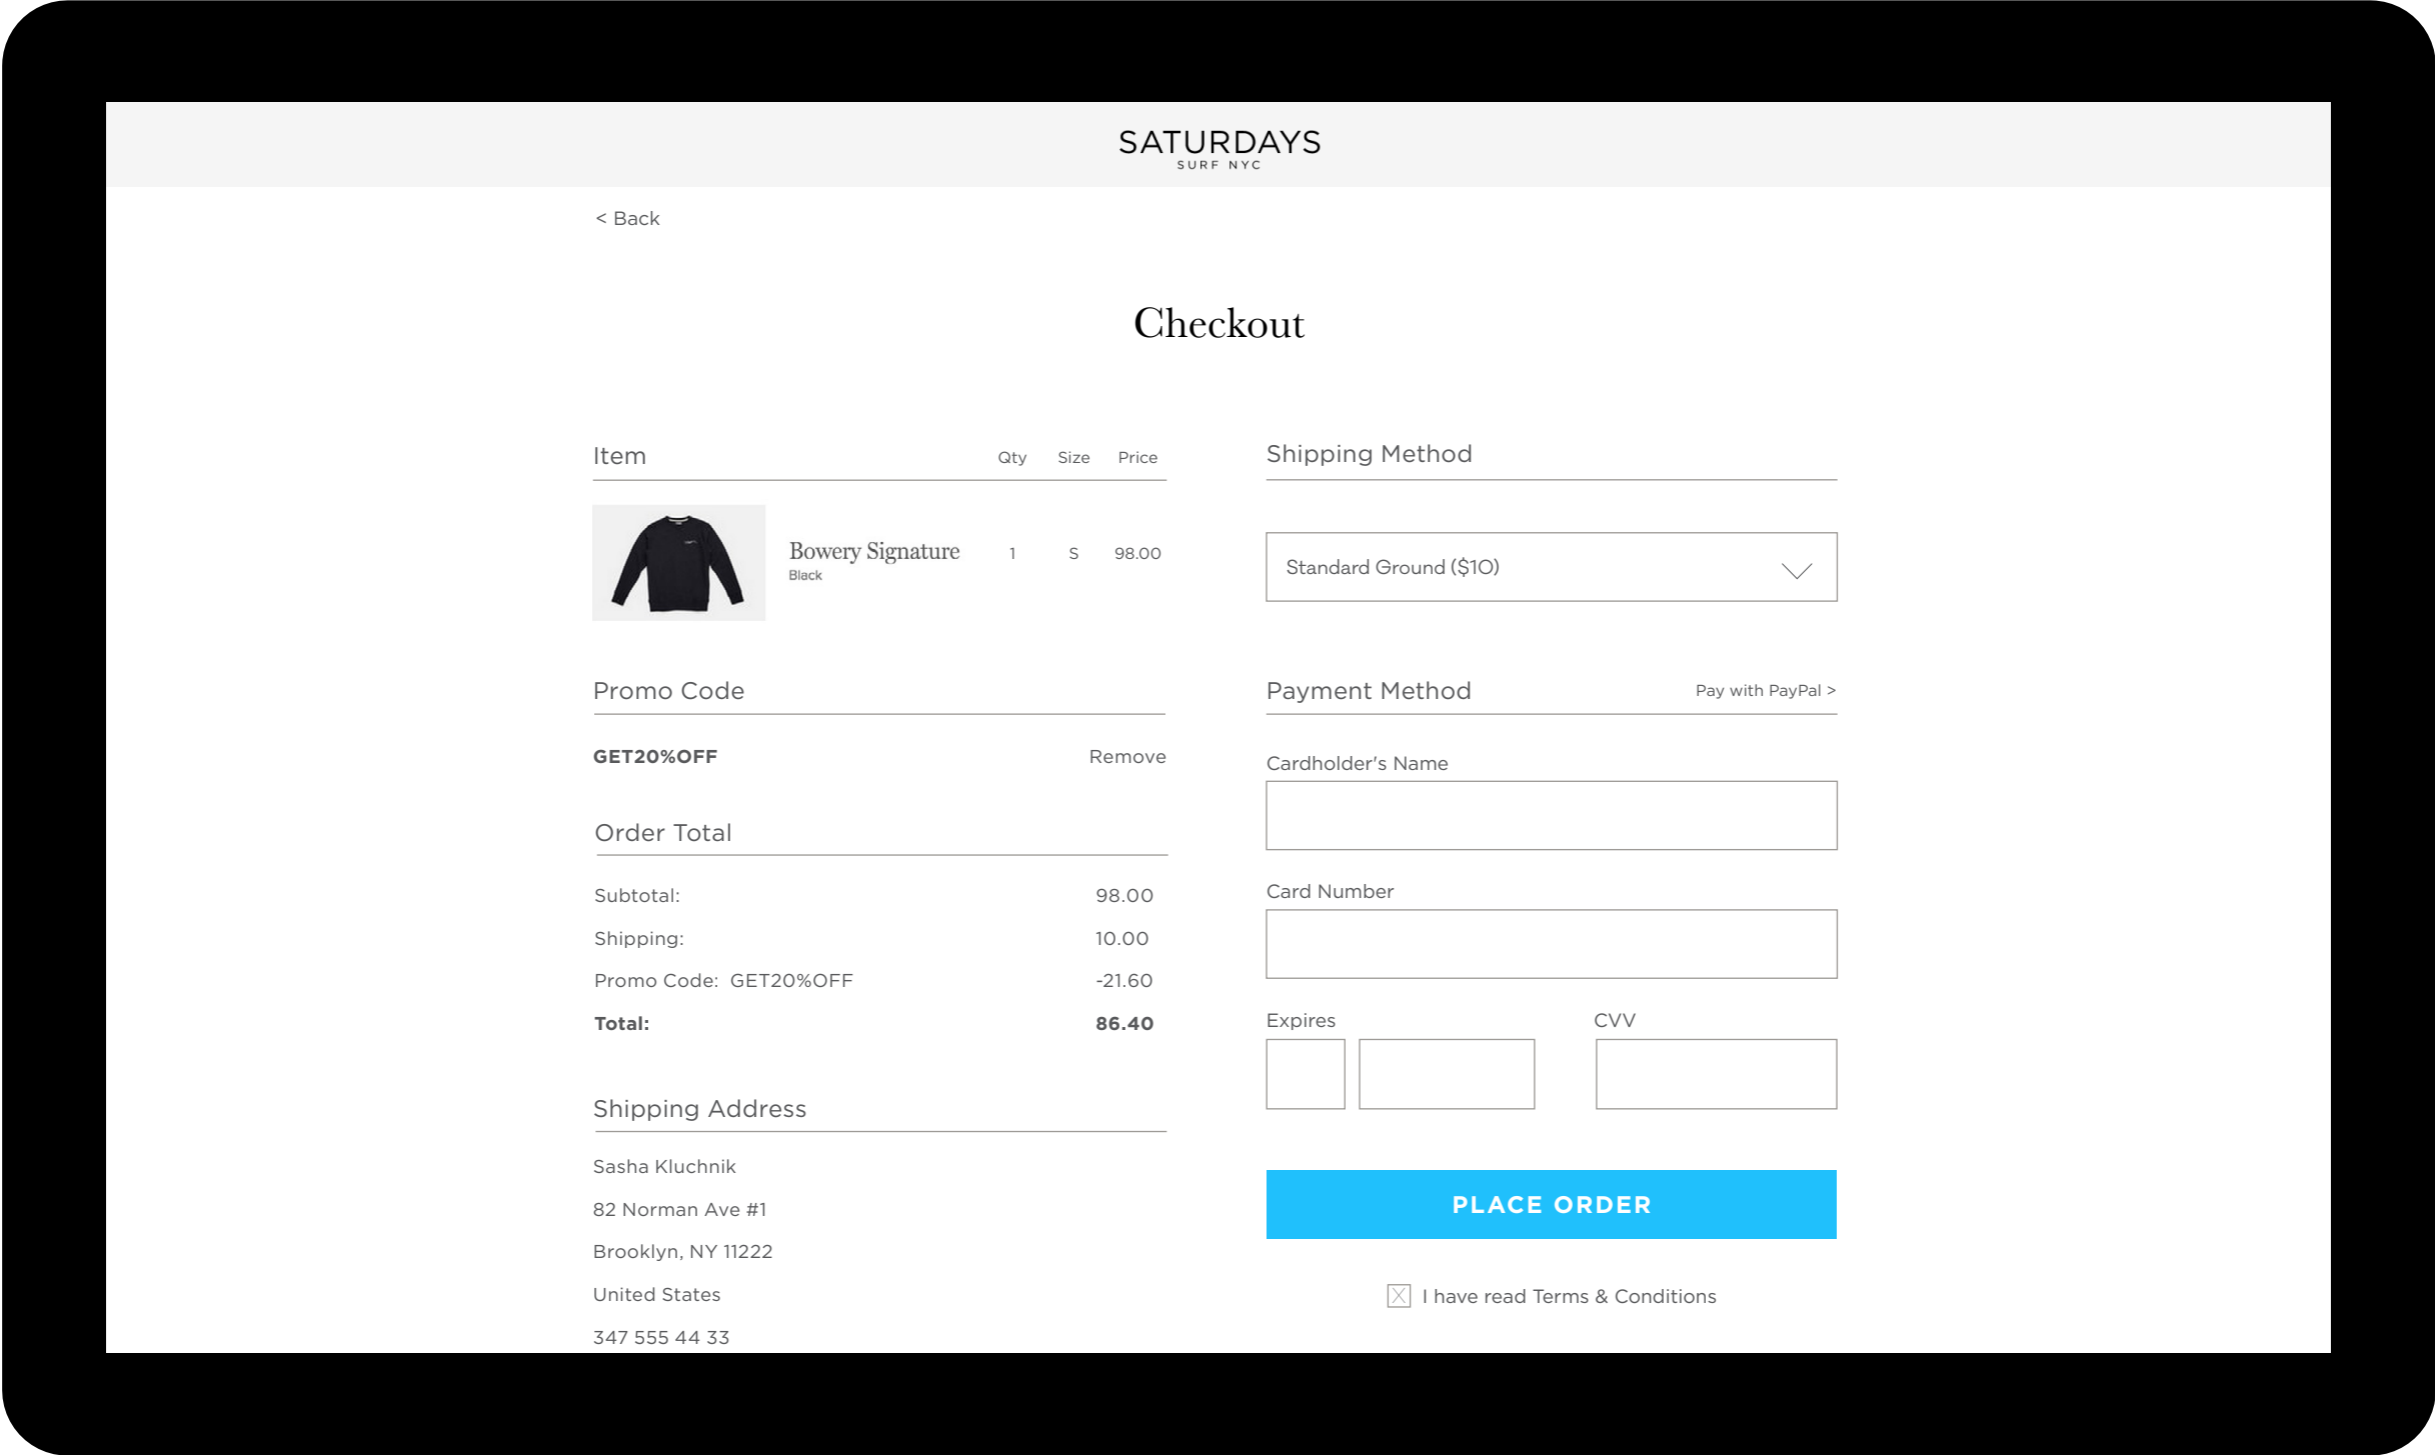 SATURDAYS
SURF NYC
< Back
Checkout
Item Qty Size Price
Bowery Signature 1 S 98.00
Black
Promo Code
GET20%OFF Remove
Order Total
Subtotal: 98.00
Shipping: 10.00
Promo Code: GET20%OFF -21.60
Total: 86.40
Shipping Address
Sasha Kluchnik
82 Norman Ave #1
Brooklyn, NY 11222
United States
347 555 44 33
Shipping Method
Standard Ground ($10)
Payment Method Pay with PayPal >
Cardholder's Name
Card Number
Expires CVV
PLACE ORDER
X I have read Terms & Conditions